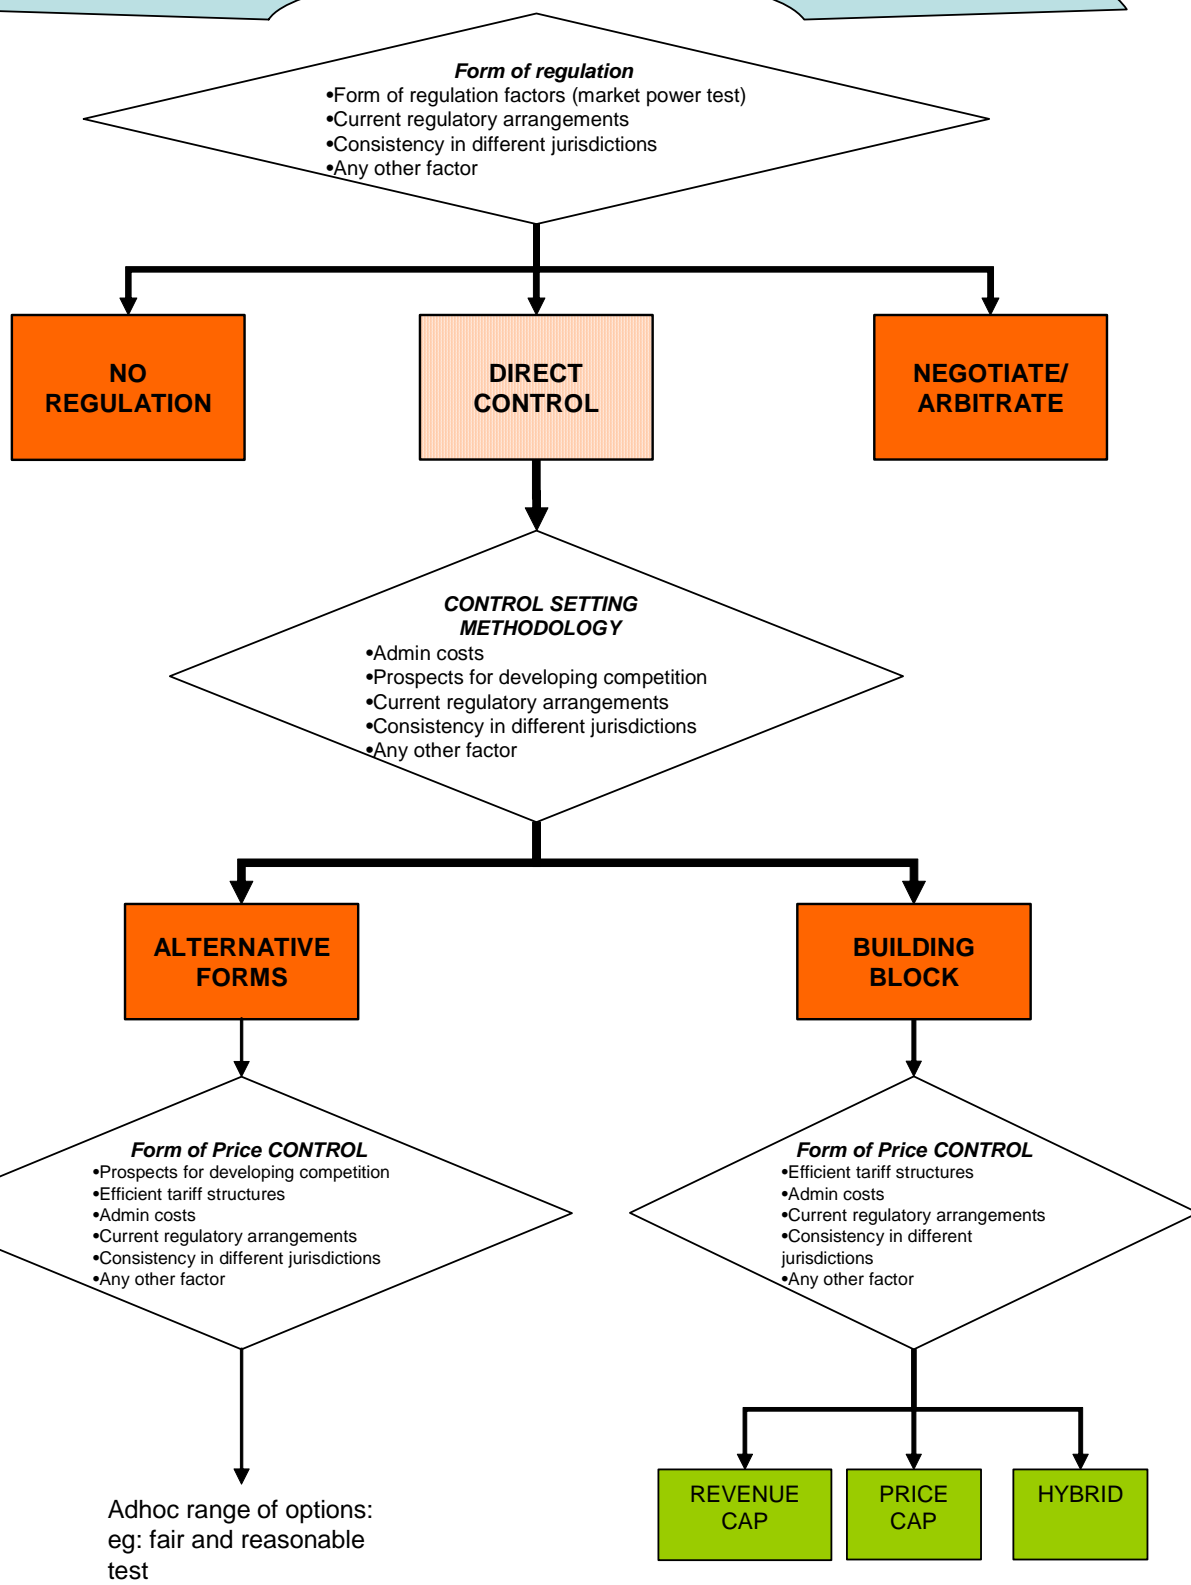 Form of regulation
•Form of regulation factors (market power test)
•Current regulatory arrangements
•Consistency in different jurisdictions
•Any other factor
NO
REGULATION
DIRECT
CONTROL
NEGOTIATE/
ARBITRATE
CONTROL SETTING
METHODOLOGY
•Admin costs
•Prospects for developing competition
•Current regulatory arrangements
•Consistency in different jurisdictions
•Any other factor
ALTERNATIVE
FORMS
BUILDING
BLOCK
Form of Price CONTROL
•Prospects for developing competition
•Efficient tariff structures
•Admin costs
•Current regulatory arrangements
•Consistency in different jurisdictions
•Any other factor
Form of Price CONTROL
•Efficient tariff structures
•Admin costs
•Current regulatory arrangements
•Consistency in different
jurisdictions
•Any other factor
Adhoc range of options:
eg: fair and reasonable
test
REVENUE
CAP
PRICE
CAP
HYBRID